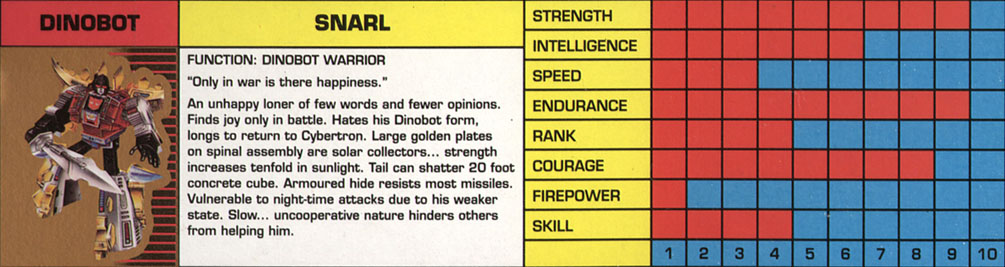 DINOBOT
SNARL
FUNCTION: DINOBOT WARRIOR
“Only in war is there happiness.”
An unhappy loner of few words and fewer opinions.
Finds joy only in battle. Hates his Dinobot form,
longs to return to Cybertron. Large golden plates
on spinal assembly are solar collectors... strength
increases tenfold in sunlight. Tail can shatter 20 foot
concrete cube. Armoured hide resists most missiles.
Vulnerable to night-time attacks due to his weaker
state. Slow... uncooperative nature hinders others
from helping him.
STRENGTH
INTELLIGENCE
SPEED
ENDURANCE
RANK
COURAGE
FIREPOWER
SKILL
1 2 3 4 5 6 7 8 9 10